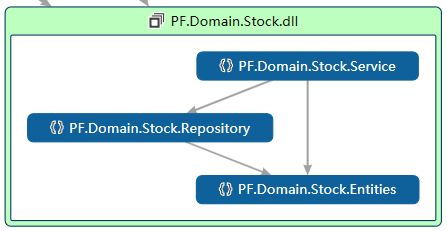 PF.Domain.Stock.dll
PF.Domain.Stock.Service
PF.Domain.Stock.Repository
PF.Domain.Stock.Entities